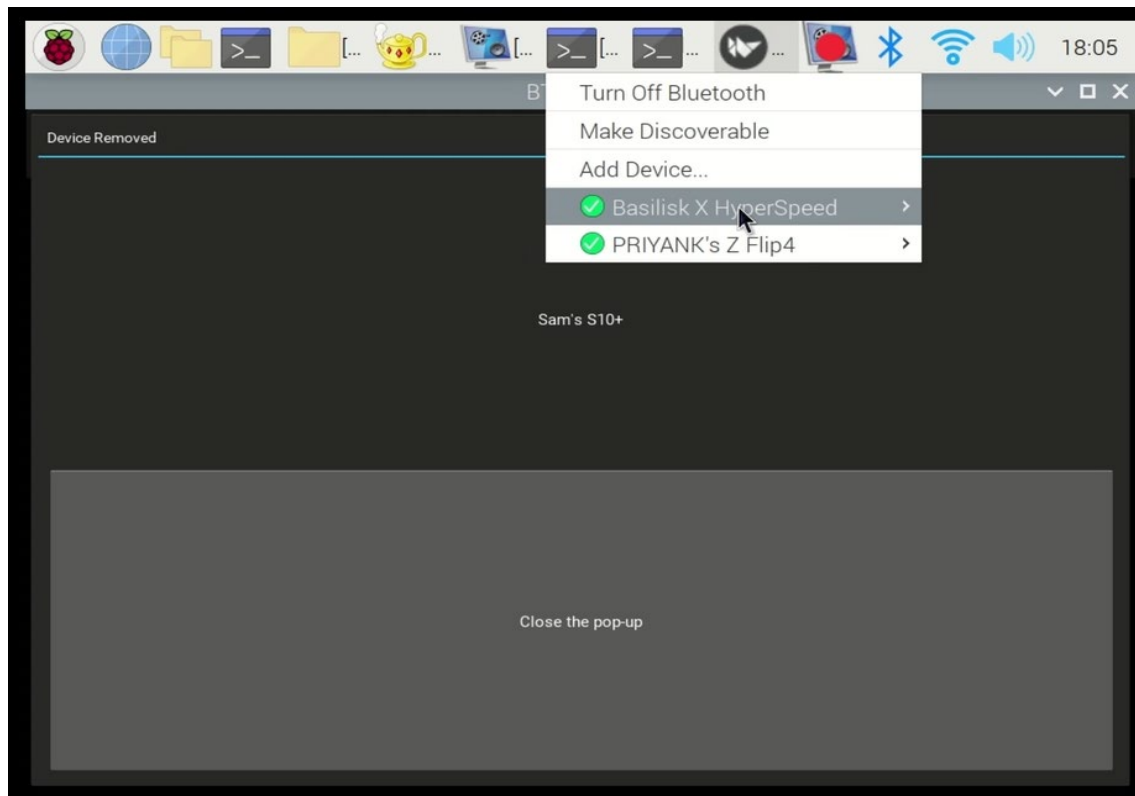 [...
...
[...
[...
...
...
18:05
BT
Turn Off Bluetooth
Make Discoverable
Add Device...
Basilisk X HyperSpeed
PRIYANK's Z Flip4
Device Removed
Sam's S10+
Close the pop-up